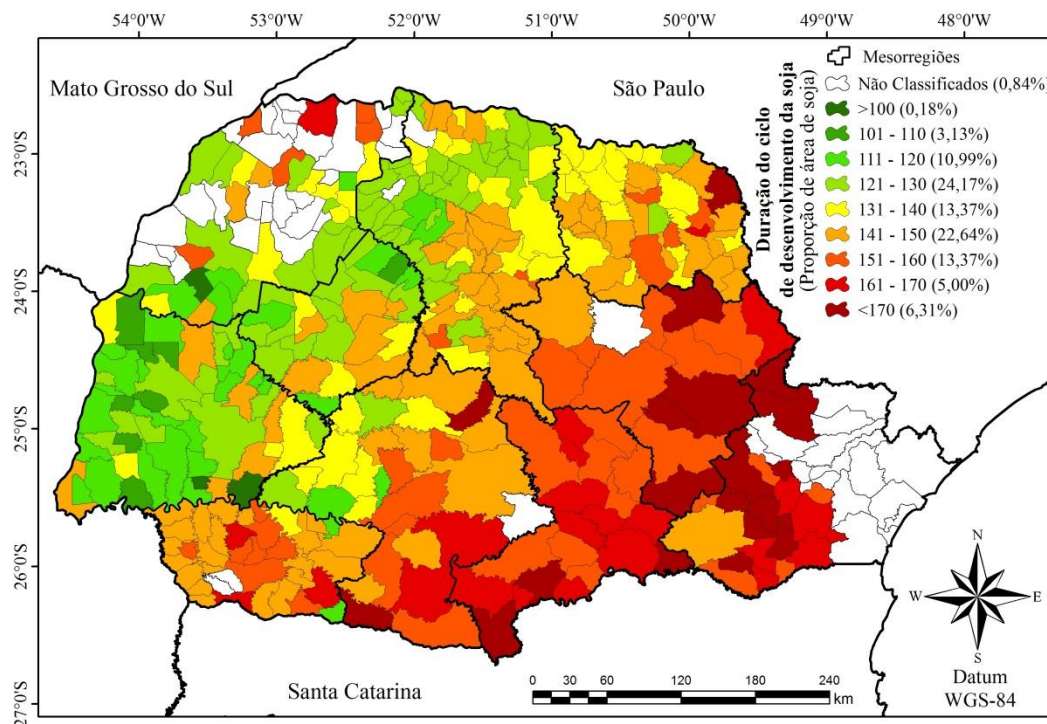 54°0'W 53°0'W 52°0'W 51°0'W 50°0'W 49°0'W 48°0'W
Mato Grosso do Sul
São Paulo
Duração do ciclo
de desenvolvimento da soja
(Proporção de área de soja)
Mesorregiões
Não Classificados (0,84%)
>100 (0,18%)
101 - 110 (3,13%)
111 - 120 (10,99%)
121 - 130 (24,17%)
131 - 140 (13,37%)
141 - 150 (22,64%)
151 - 160 (13,37%)
161 - 170 (5,00%)
<170 (6,31%)
23°0'S
24°0'S
25°0'S
26°0'S
27°0'S
N
W
E
S
Santa Catarina
0 30 60 120 180 240
km
Datum
WGS-84